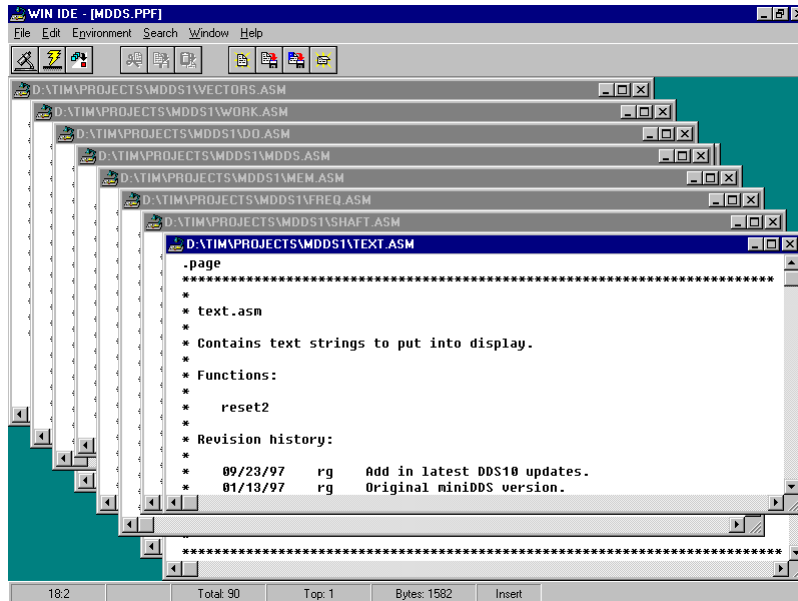 WIN IDE - [MDDS.PPF]
File Edit Environment Search Window Help
D:\TIM\PROJECTS\MDDS1\VECTORS.ASM
D:\TIM\PROJECTS\MDDS1\WORK.ASM
D:\TIM\PROJECTS\MDDS1\DO.ASM
D:\TIM\PROJECTS\MDDS1\MDDS.ASM
D:\TIM\PROJECTS\MDDS1\MEM.ASM
D:\TIM\PROJECTS\MDDS1\FREQ.ASM
D:\TIM\PROJECTS\MDDS1\SHAFT.ASM
D:\TIM\PROJECTS\MDDS1\TEXT.ASM
.page
**************************************************************************
*
* text.asm
*
* Contains text strings to put into display.
*
* Functions:
*
*    reset2
*
* Revision history:
*
*    09/23/97    rg    Add in latest DDS10 updates.
*    01/13/97    rg    Original miniDDS version.
*
***************************************************************************
18:2 Total: 90 Top: 1 Bytes: 1582 Insert